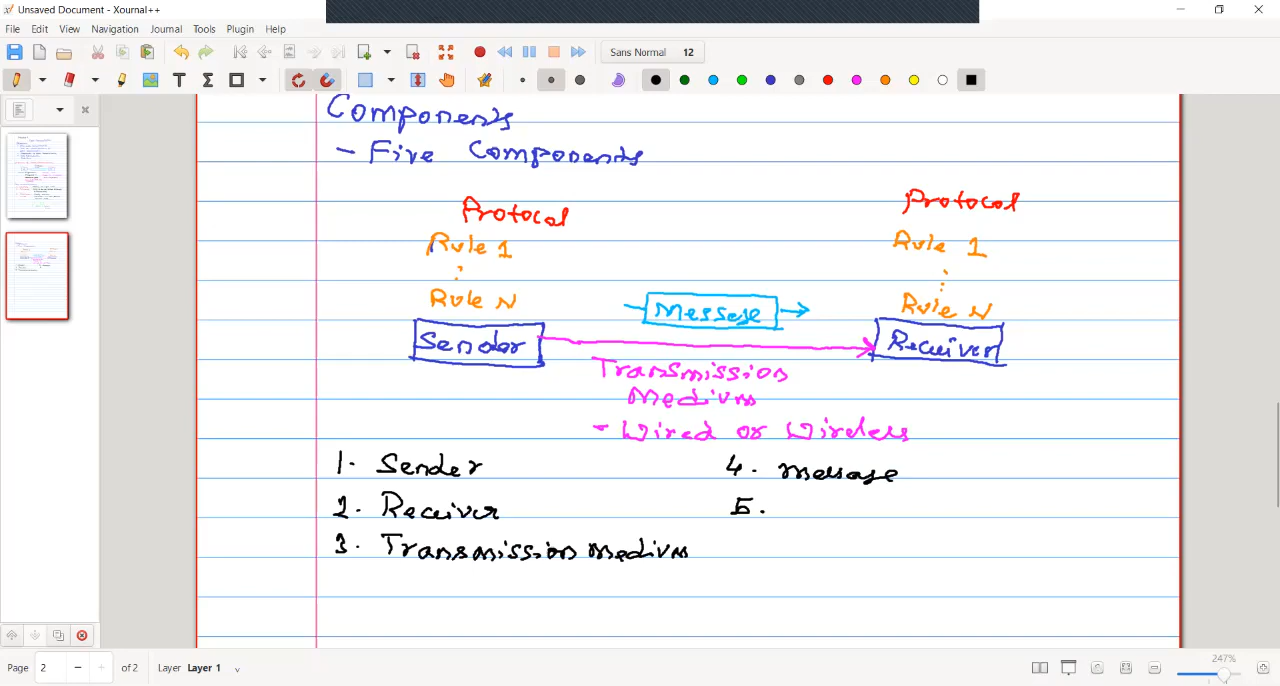 Unsaved Document - Xournal++
File Edit View Navigation Journal Tools Plugin Help
Sans Normal 12
Components
- Five Components
Protocol Protocol
Rule 1 Rule 1
Rule N Rule N
Message
Sender Receiver
Transmission
Medium
- Wired or Wireless
1. Sender 4. Message
2. Receiver 5.
3. Transmission Medium
247%
Page 2 of 2 Layer Layer 1